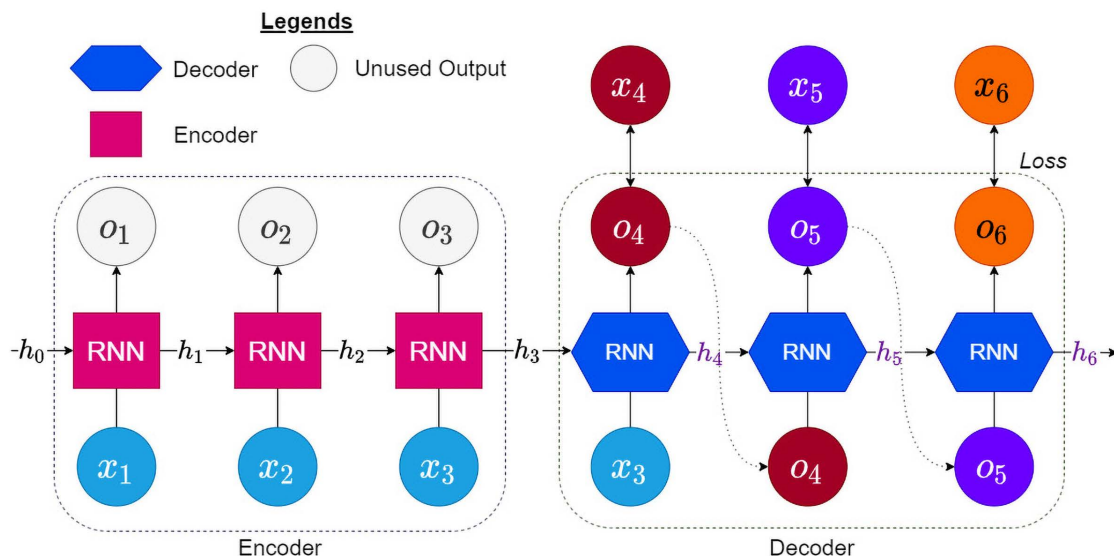 Legends
Decoder
Unused Output
Encoder
x₄ x₅ x₆
Loss
o₁ o₂ o₃ o₄ o₅ o₆
h₀ RNN h₁ RNN h₂ RNN h₃ RNN h₄ RNN h₅ RNN h₆
x₁ x₂ x₃ x₃ o₄ o₅
Encoder Decoder